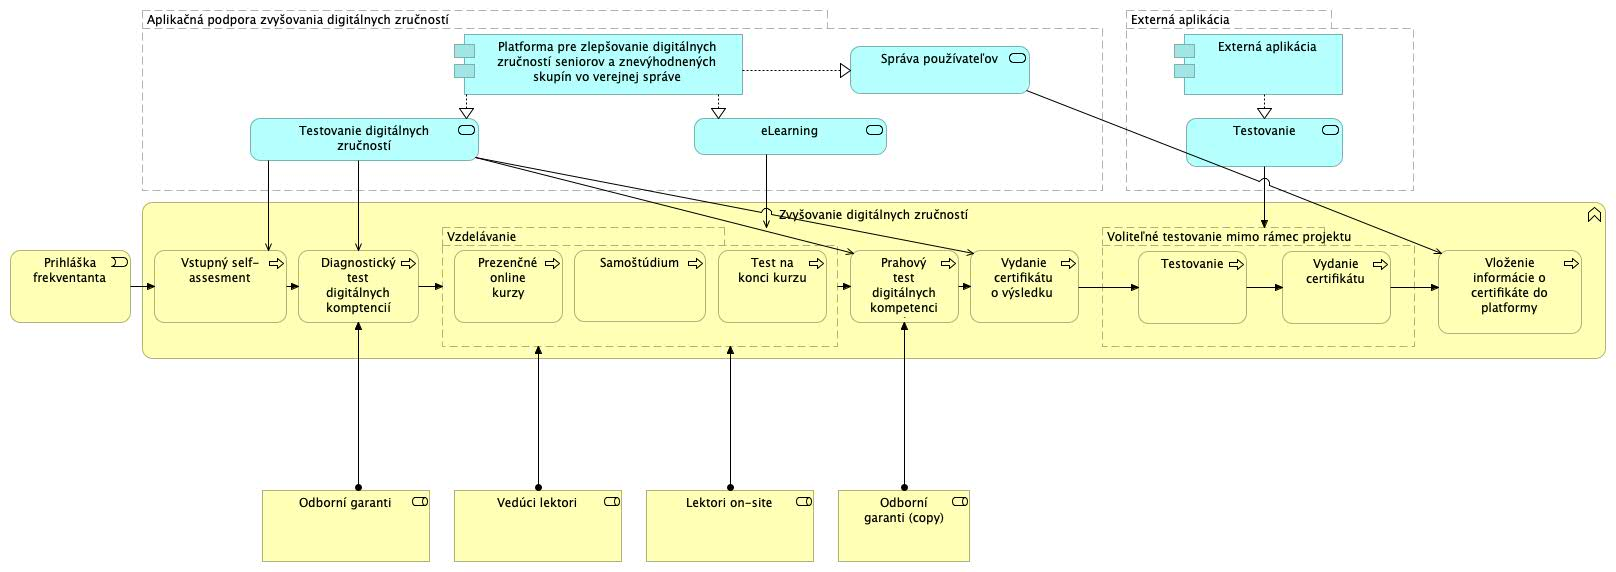 Aplikačná podpora zvyšovania digitálnych zručností
Externá aplikácia
Platforma pre zlepšovanie digitálnych
zručností seniorov a znevýhodnených
skupín vo verejnej správe
Správa používateľov
Externá aplikácia
Testovanie digitálnych
zručností
eLearning
Testovanie
Zvyšovanie digitálnych zručností
Vzdelávanie
Voliteľné testovanie mimo rámec projektu
Prihláška
frekventanta
Vstupný self-
assesment
Diagnostický
test
digitálnych
komptencií
Prezenčné
online
kurzy
Samoštúdium
Test na
konci kurzu
Prahový
test
digitálnych
kompetenci
Vydanie
certifikátu
o výsledku
Testovanie
Vydanie
certifikátu
Vloženie
informácie o
certifikáte do
platformy
Odborní garanti
Vedúci lektori
Lektori on-site
Odborní
garanti (copy)